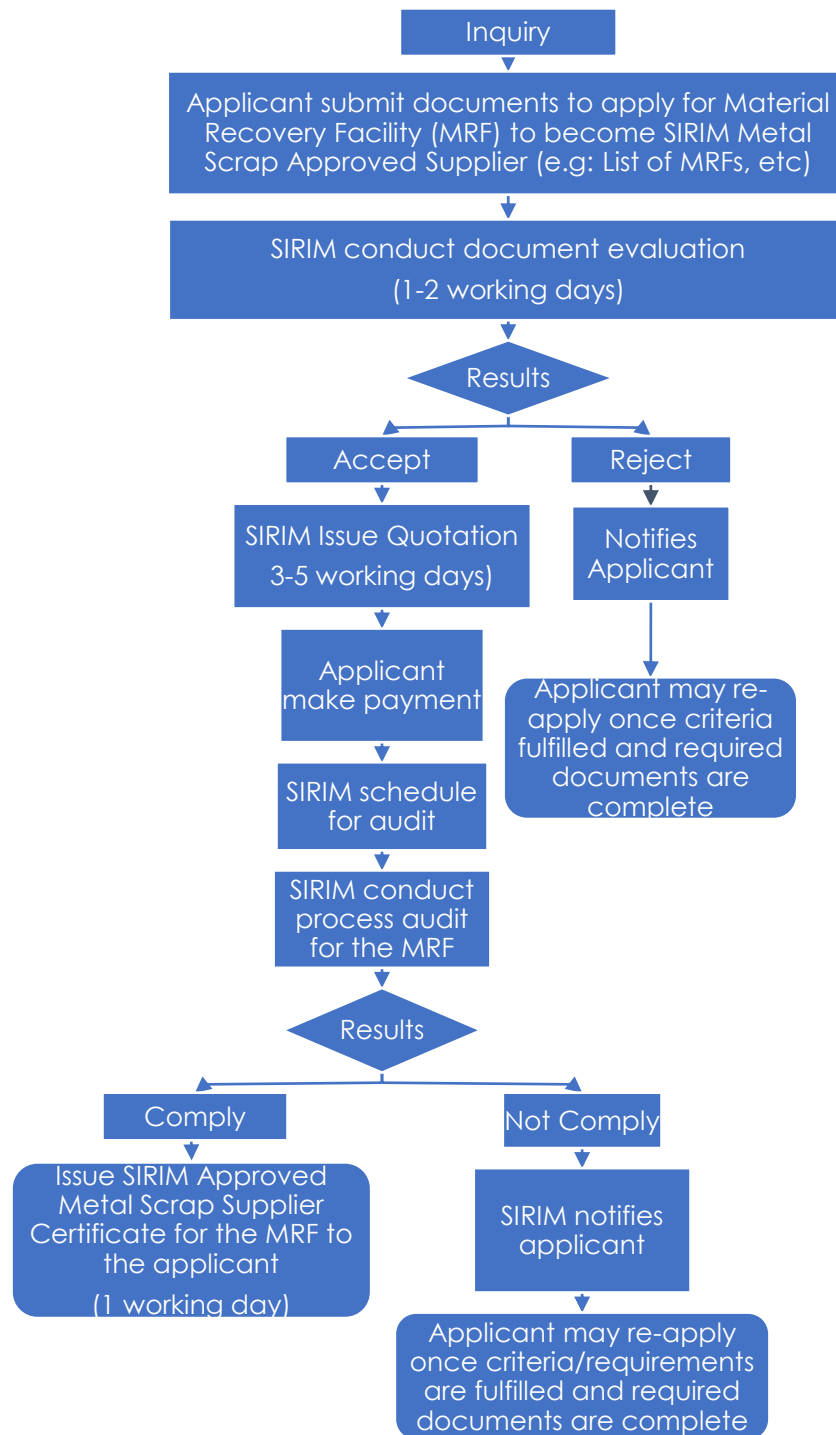 Inquiry
Applicant submit documents to apply for Material
Recovery Facility (MRF) to become SIRIM Metal
Scrap Approved Supplier (e.g: List of MRFs, etc)
SIRIM conduct document evaluation
(1-2 working days)
Results
Accept
Reject
SIRIM Issue Quotation
3-5 working days)
Notifies
Applicant
Applicant
make payment
Applicant may re-
apply once criteria
fulfilled and required
documents are
complete
SIRIM schedule
for audit
SIRIM conduct
process audit
for the MRF
Results
Comply
Not Comply
Issue SIRIM Approved
Metal Scrap Supplier
Certificate for the MRF to
the applicant
(1 working day)
SIRIM notifies
applicant
Applicant may re-apply
once criteria/requirements
are fulfilled and required
documents are complete